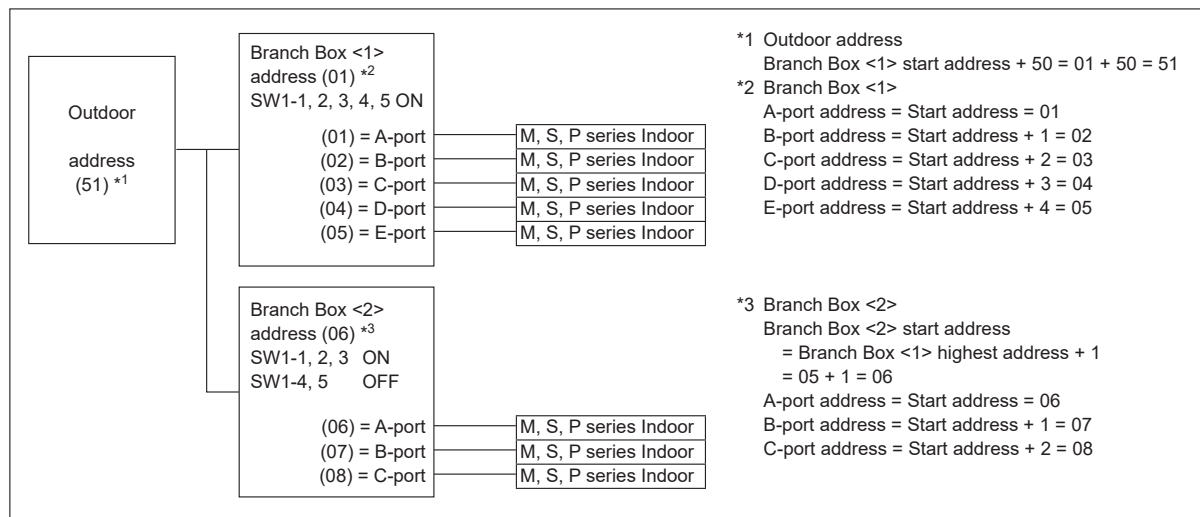 Outdoor
address
(51) *1
Branch Box <1>
address (01) *2
SW1-1, 2, 3, 4, 5 ON
(01) = A-port
M, S, P series Indoor
(02) = B-port
M, S, P series Indoor
(03) = C-port
M, S, P series Indoor
(04) = D-port
M, S, P series Indoor
(05) = E-port
M, S, P series Indoor
Branch Box <2>
address (06) *3
SW1-1, 2, 3 ON
SW1-4, 5 OFF
(06) = A-port
M, S, P series Indoor
(07) = B-port
M, S, P series Indoor
(08) = C-port
M, S, P series Indoor
*1 Outdoor address
Branch Box <1> start address + 50 = 01 + 50 = 51
*2 Branch Box <1>
A-port address = Start address = 01
B-port address = Start address + 1 = 02
C-port address = Start address + 2 = 03
D-port address = Start address + 3 = 04
E-port address = Start address + 4 = 05
*3 Branch Box <2>
Branch Box <2> start address
= Branch Box <1> highest address + 1
= 05 + 1 = 06
A-port address = Start address = 06
B-port address = Start address + 1 = 07
C-port address = Start address + 2 = 08